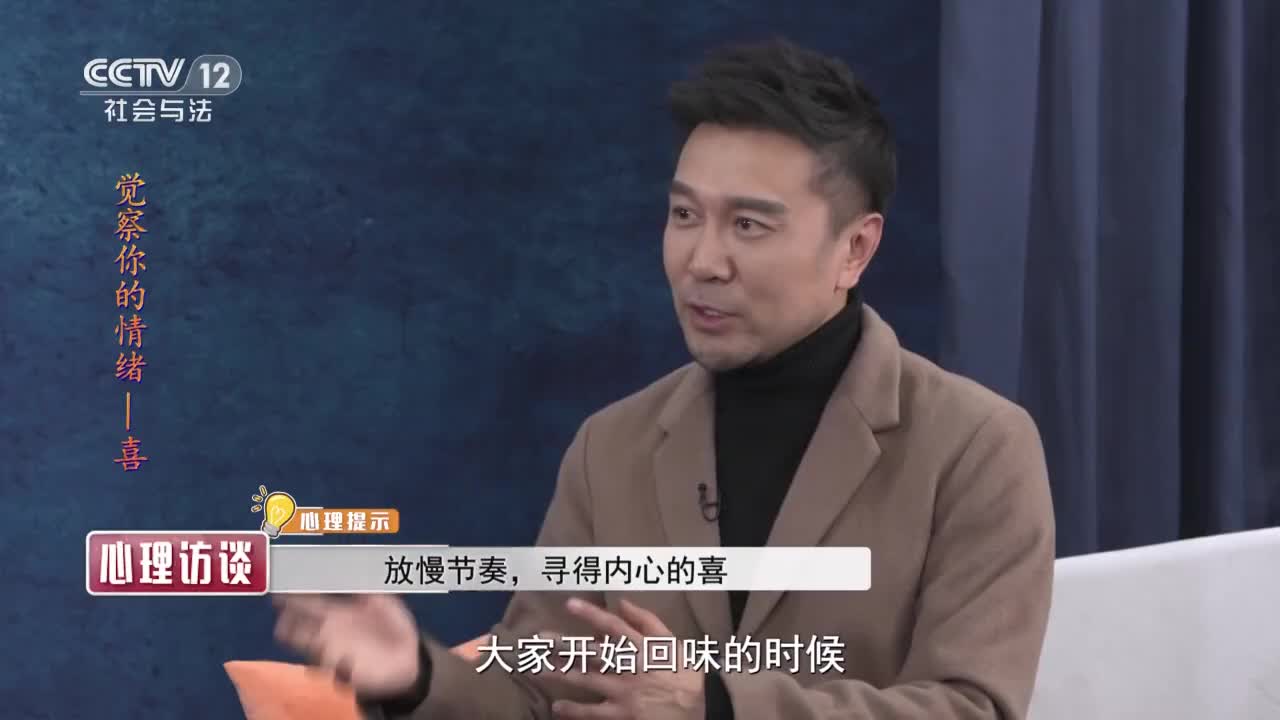 CCTV 12
社会与法
觉察你的情绪—喜
心理提示
心理访谈
放慢节奏，寻得内心的喜
大家开始回味的时候